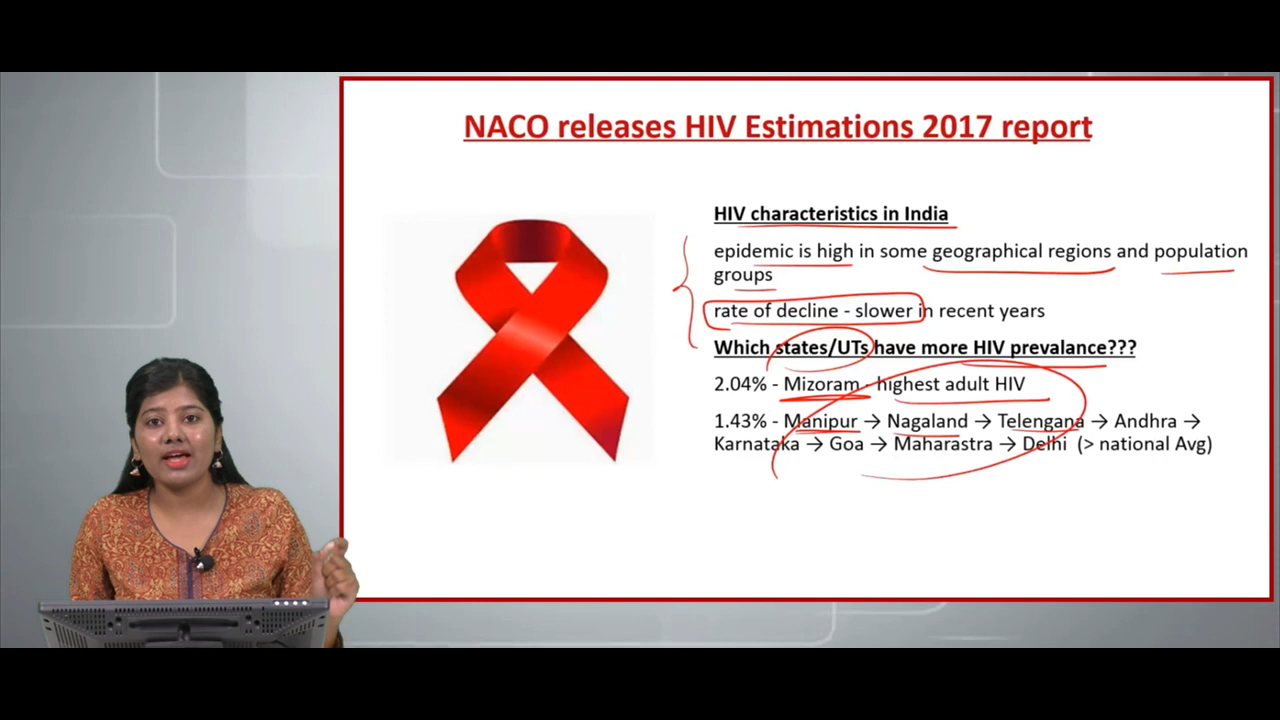 NACO releases HIV Estimations 2017 report
HIV characteristics in India
epidemic is high in some geographical regions and population
groups
rate of decline - slower in recent years
Which states/UTs have more HIV prevalance???
2.04% - Mizoram - highest adult HIV
1.43% - Manipur → Nagaland → Telengana → Andhra →
Karnataka → Goa → Maharastra → Delhi (> national Avg)